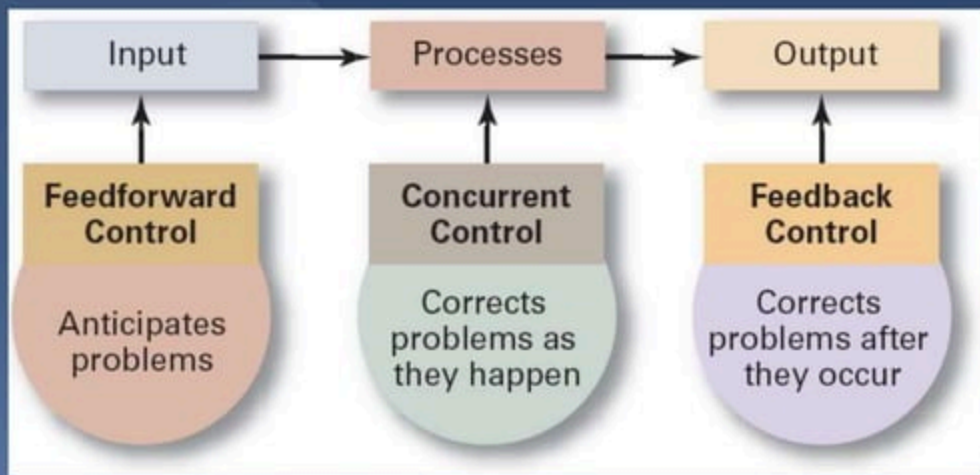 Input
Processes
Output
Feedforward
Control
Concurrent
Control
Feedback
Control
Anticipates
problems
Corrects
problems as
they happen
Corrects
problems after
they occur